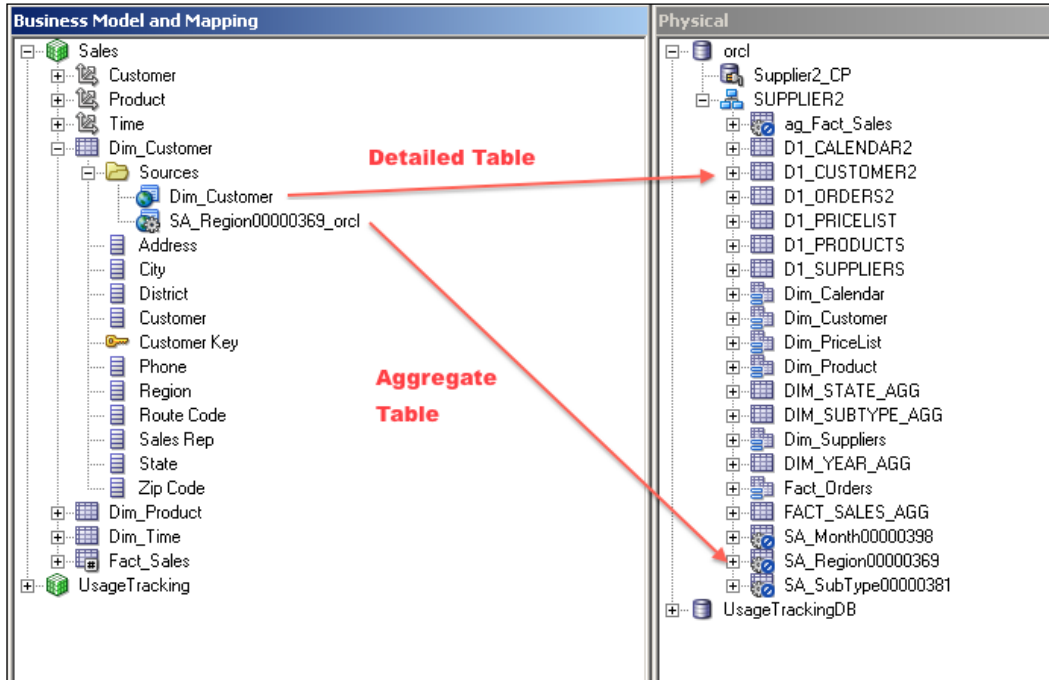 Business Model and Mapping
Sales
Customer
Product
Time
Dim_Customer
Sources
Dim_Customer
SA_Region00000369_orcl
Address
City
District
Customer
Customer Key
Phone
Region
Route Code
Sales Rep
State
Zip Code
Dim_Product
Dim_Time
Fact_Sales
UsageTracking
Detailed Table
Aggregate
Table
Physical
orcl
Supplier2_CP
SUPPLIER2
ag_Fact_Sales
D1_CALENDAR2
D1_CUSTOMER2
D1_ORDERS2
D1_PRICELIST
D1_PRODUCTS
D1_SUPPLIERS
Dim_Calendar
Dim_Customer
Dim_PriceList
Dim_Product
DIM_STATE_AGG
DIM_SUBTYPE_AGG
Dim_Suppliers
DIM_YEAR_AGG
Fact_Orders
FACT_SALES_AGG
SA_Month00000398
SA_Region00000369
SA_SubType00000381
UsageTrackingDB